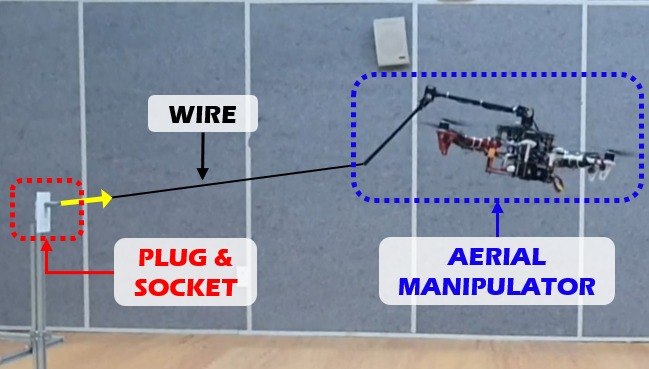 WIRE
PLUG &
SOCKET
AERIAL
MANIPULATOR